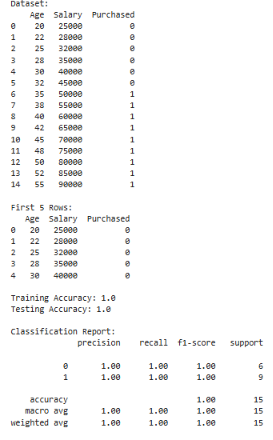 Dataset:
Age Salary Purchased
0 20 25000 0
1 22 28000 0
2 25 32000 0
3 28 35000 0
4 30 40000 0
5 32 45000 0
6 35 50000 1
7 38 55000 1
8 40 60000 1
9 42 65000 1
10 45 70000 1
11 48 75000 1
12 50 80000 1
13 52 85000 1
14 55 90000 1
First 5 Rows:
Age Salary Purchased
0 20 25000 0
1 22 28000 0
2 25 32000 0
3 28 35000 0
4 30 40000 0
Training Accuracy: 1.0
Testing Accuracy: 1.0
Classification Report:
precision recall f1-score support
0 1.00 1.00 1.00 6
1 1.00 1.00 1.00 9
accuracy 1.00 15
macro avg 1.00 1.00 1.00 15
weighted avg 1.00 1.00 1.00 15